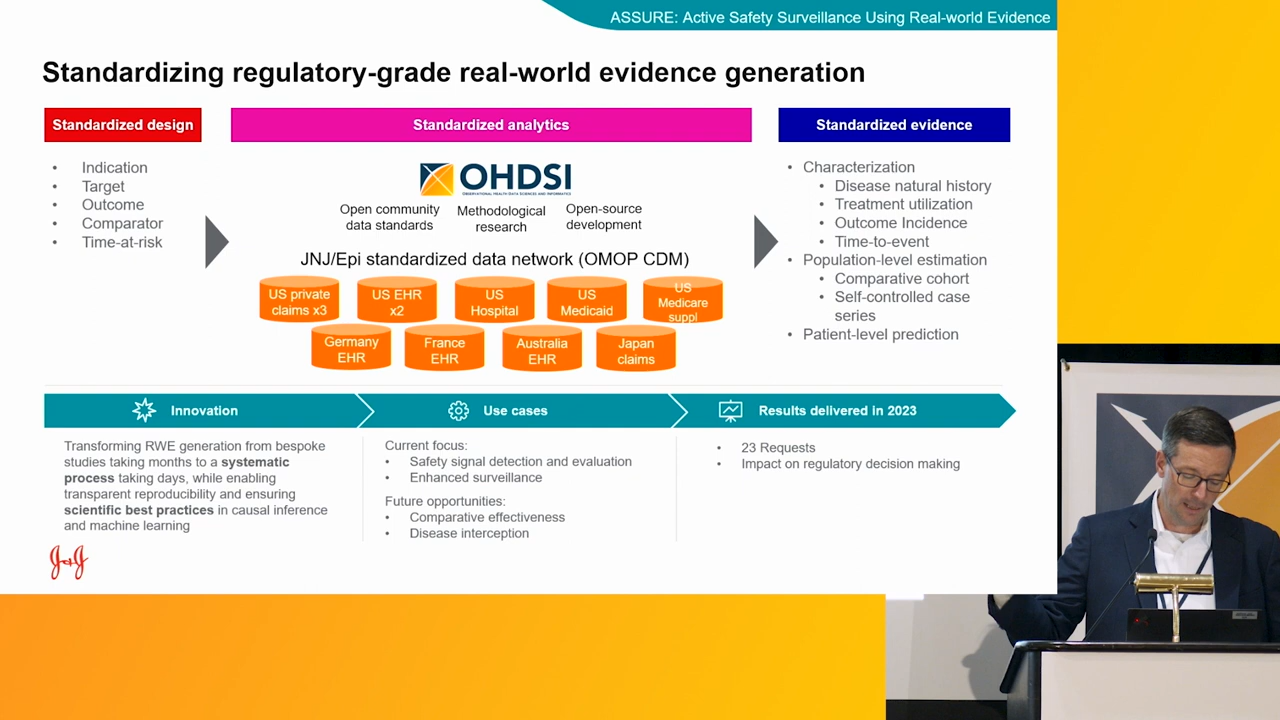 ASSURE: Active Safety Surveillance Using Real-world Evidence
Standardizing regulatory-grade real-world evidence generation
Standardized design
• Indication
• Target
• Outcome
• Comparator
• Time-at-risk
Standardized analytics
OHDSI
OBSERVATIONAL HEALTH DATA SCIENCES AND INFORMATICS
Open community
data standards
Methodological
research
Open-source
development
JNJ/Epi standardized data network (OMOP CDM)
US private
claims x3
US EHR
x2
US
Hospital
US
Medicaid
US
Medicare
suppl
Germany
EHR
France
EHR
Australia
EHR
Japan
claims
Standardized evidence
• Characterization
• Disease natural history
• Treatment utilization
• Outcome Incidence
• Time-to-event
• Population-level estimation
• Comparative cohort
• Self-controlled case
series
• Patient-level prediction
Innovation
Transforming RWE generation from bespoke
studies taking months to a systematic
process taking days, while enabling
transparent reproducibility and ensuring
scientific best practices in causal inference
and machine learning
Use cases
Current focus:
• Safety signal detection and evaluation
• Enhanced surveillance
Future opportunities:
• Comparative effectiveness
• Disease interception
Results delivered in 2023
• 23 Requests
• Impact on regulatory decision making
J&J